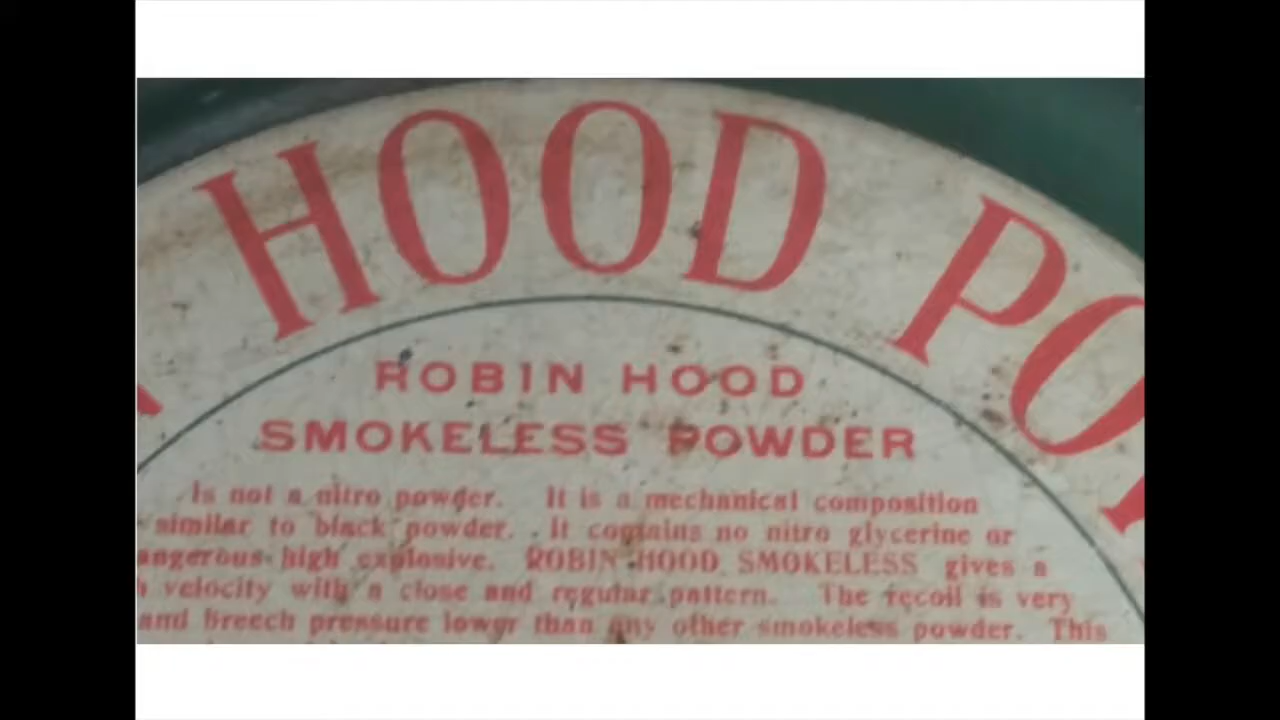 HOOD PO
ROBIN HOOD
SMOKELESS POWDER
Is not a nitro powder. It is a mechanical composition
similar to black powder. It contains no nitro glycerine or
angerous high explosive. ROBIN HOOD SMOKELESS gives a
h velocity with a close and regular pattern. The recoil is very
and breech pressure lower than any other smokeless powder. This